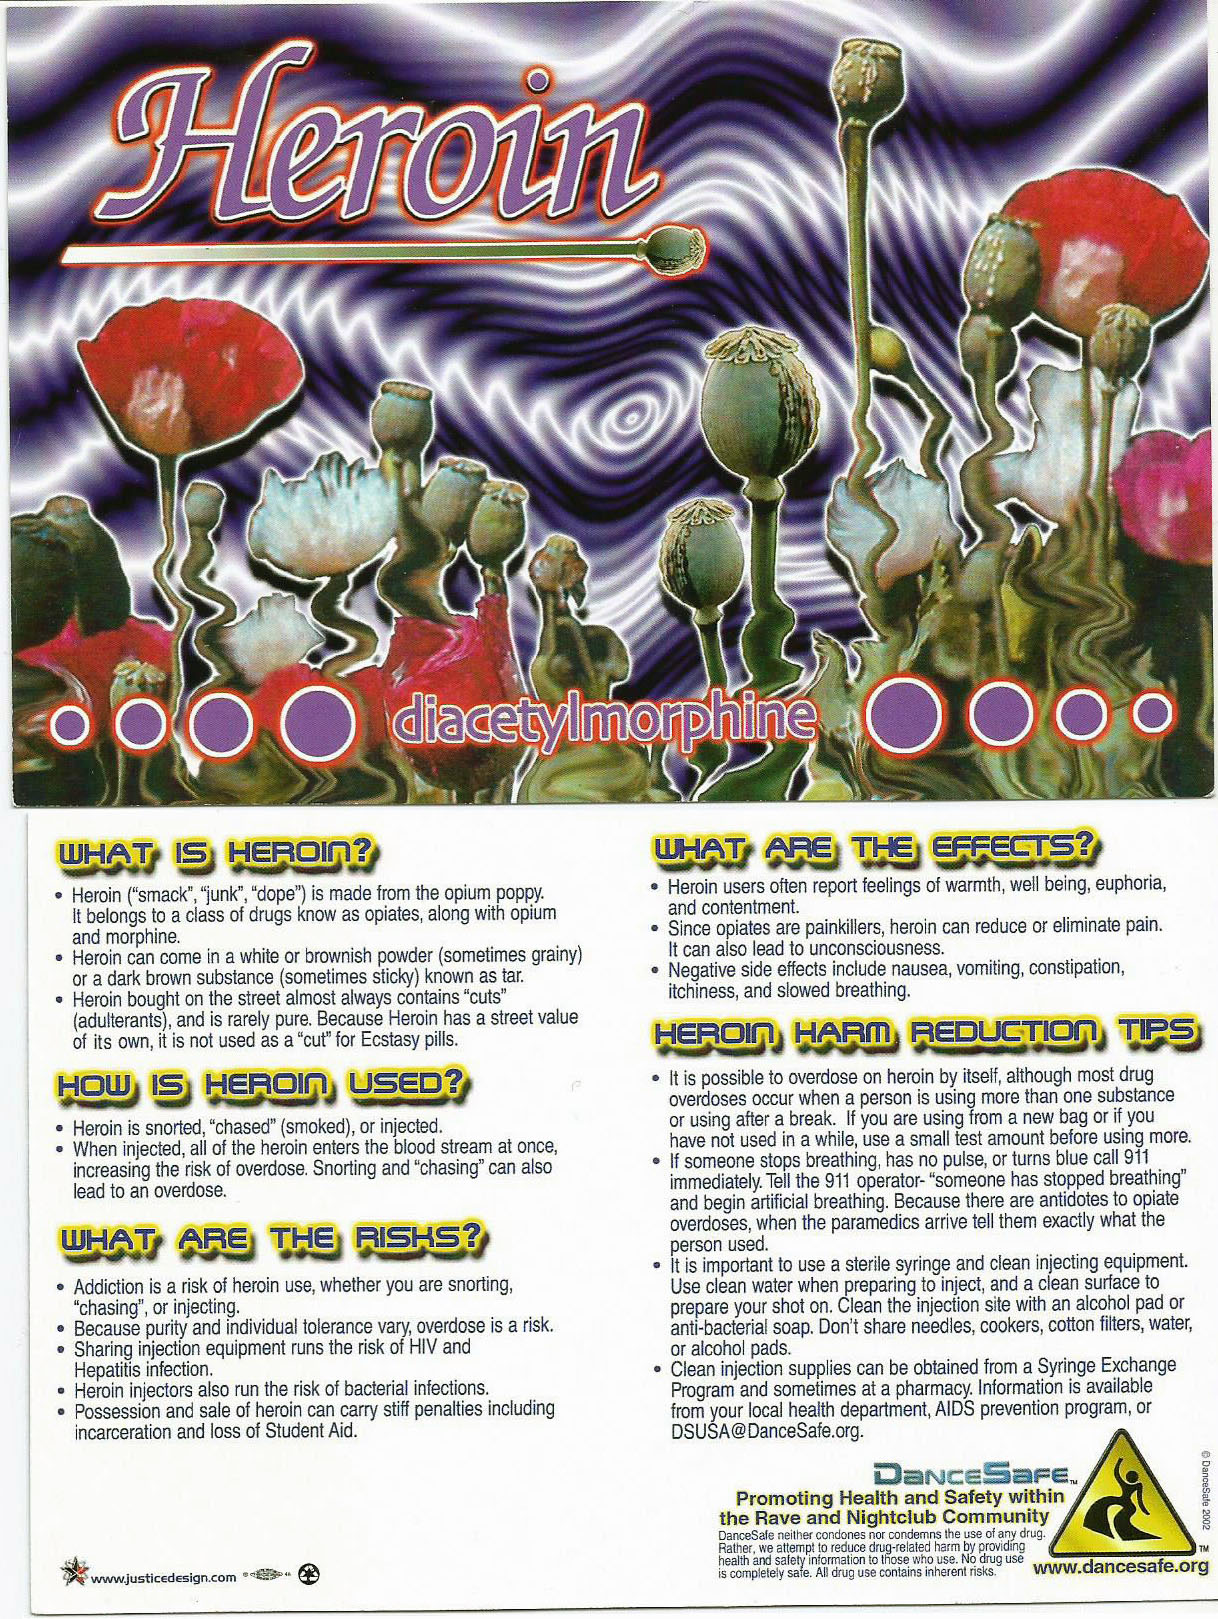 Heroin
diacetylmorphine
WHAT IS HEROIN?
• Heroin ("smack", "junk", "dope") is made from the opium poppy.
It belongs to a class of drugs know as opiates, along with opium
and morphine.
• Heroin can come in a white or brownish powder (sometimes grainy)
or a dark brown substance (sometimes sticky) known as tar.
• Heroin bought on the street almost always contains "cuts"
(adulterants), and is rarely pure. Because Heroin has a street value
of its own, it is not used as a "cut" for Ecstasy pills.
HOW IS HEROIN USED?
• Heroin is snorted, "chased" (smoked), or injected.
• When injected, all of the heroin enters the blood stream at once,
increasing the risk of overdose. Snorting and "chasing" can also
lead to an overdose.
WHAT ARE THE RISKS?
• Addiction is a risk of heroin use, whether you are snorting,
"chasing", or injecting.
• Because purity and individual tolerance vary, overdose is a risk.
• Sharing injection equipment runs the risk of HIV and
Hepatitis infection.
• Heroin injectors also run the risk of bacterial infections.
• Possession and sale of heroin can carry stiff penalties including
incarceration and loss of Student Aid.
www.justicedesign.com
WHAT ARE THE EFFECTS?
• Heroin users often report feelings of warmth, well being, euphoria,
and contentment.
• Since opiates are painkillers, heroin can reduce or eliminate pain.
It can also lead to unconsciousness.
• Negative side effects include nausea, vomiting, constipation,
itchiness, and slowed breathing.
HEROIN HARM REDUCTION TIPS
• It is possible to overdose on heroin by itself, although most drug
overdoses occur when a person is using more than one substance
or using after a break. If you are using from a new bag or if you
have not used in a while, use a small test amount before using more.
• If someone stops breathing, has no pulse, or turns blue call 911
immediately. Tell the 911 operator- "someone has stopped breathing"
and begin artificial breathing. Because there are antidotes to opiate
overdoses, when the paramedics arrive tell them exactly what the
person used.
• It is important to use a sterile syringe and clean injecting equipment.
Use clean water when preparing to inject, and a clean surface to
prepare your shot on. Clean the injection site with an alcohol pad or
anti-bacterial soap. Don't share needles, cookers, cotton filters, water,
or alcohol pads.
• Clean injection supplies can be obtained from a Syringe Exchange
Program and sometimes at a pharmacy. Information is available
from your local health department, AIDS prevention program, or
DSUSA@DanceSafe.org.
DanceSafe™
Promoting Health and Safety within
the Rave and Nightclub Community
DanceSafe neither condones nor condemns the use of any drug.
Rather, we attempt to reduce drug-related harm by providing
health and safety information to those who use. No drug use
is completely safe. All drug use contains inherent risks.
TM
www.dancesafe.org
© DanceSafe 2002